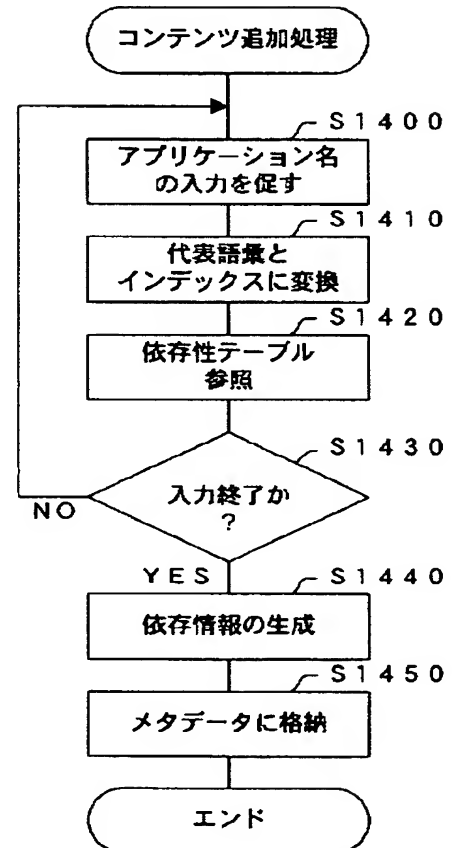 コンテンツ追加処理
S1400
アプリケーション名
の入力を促す
S1410
代表語彙と
インデックスに変換
S1420
依存性テーブル
参照
S1430
入力終了か
?
NO
YES
S1440
依存情報の生成
S1450
メタデータに格納
エンド